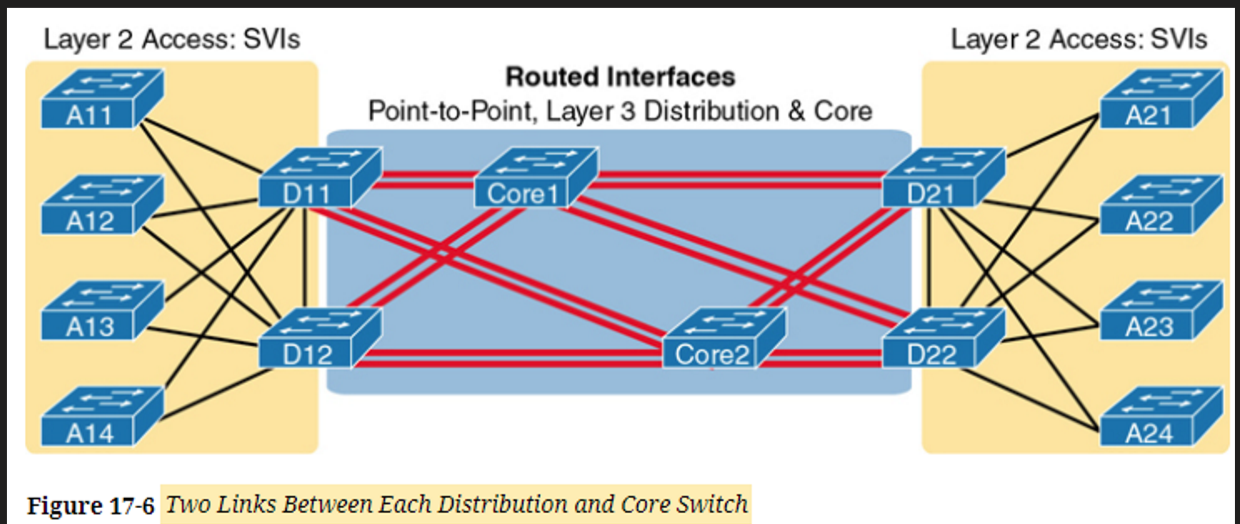 Layer 2 Access: SVIs
Layer 2 Access: SVIs
Routed Interfaces
Point-to-Point, Layer 3 Distribution & Core
A11
A21
D11
Core1
D21
A12
A22
A13
A23
D12
Core2
D22
A14
A24
Figure 17-6 Two Links Between Each Distribution and Core Switch